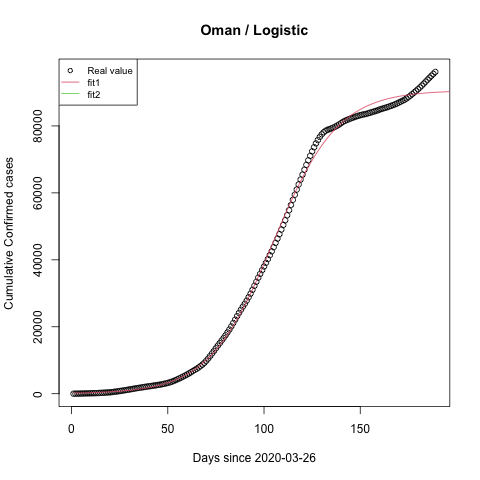 Oman / Logistic
Real value
fit1
fit2
Cumulative Confirmed cases
0
20000
40000
60000
80000
0
50
100
150
Days since 2020-03-26